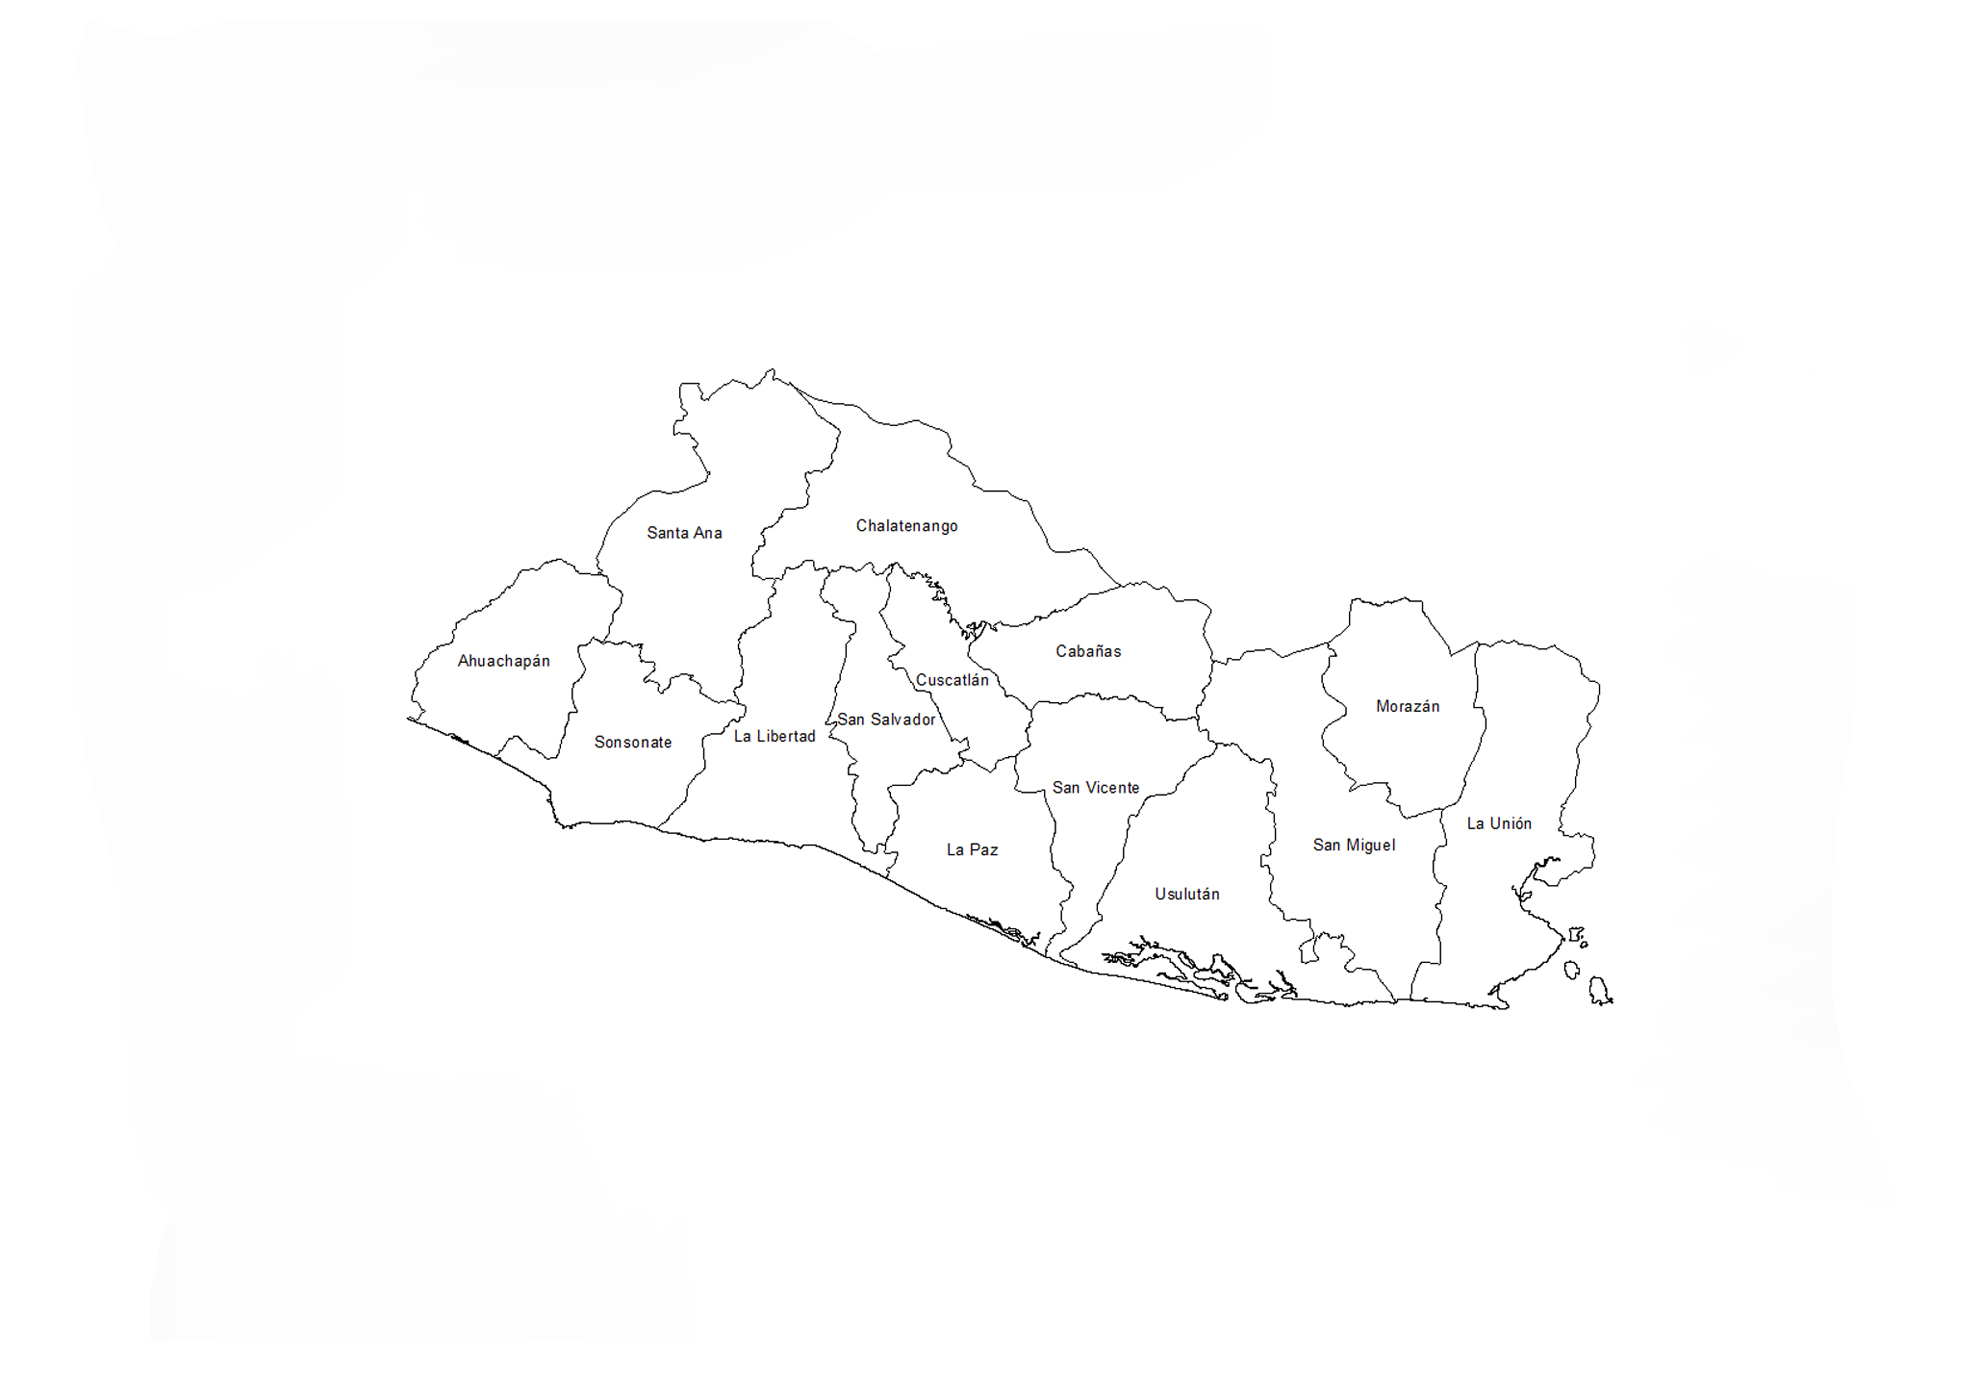 Chalatenango
Santa Ana
Cabañas
Ahuachapán
Cuscatlán
Morazán
San Salvador
La Libertad
Sonsonate
San Vicente
La Unión
San Miguel
La Paz
Usulután